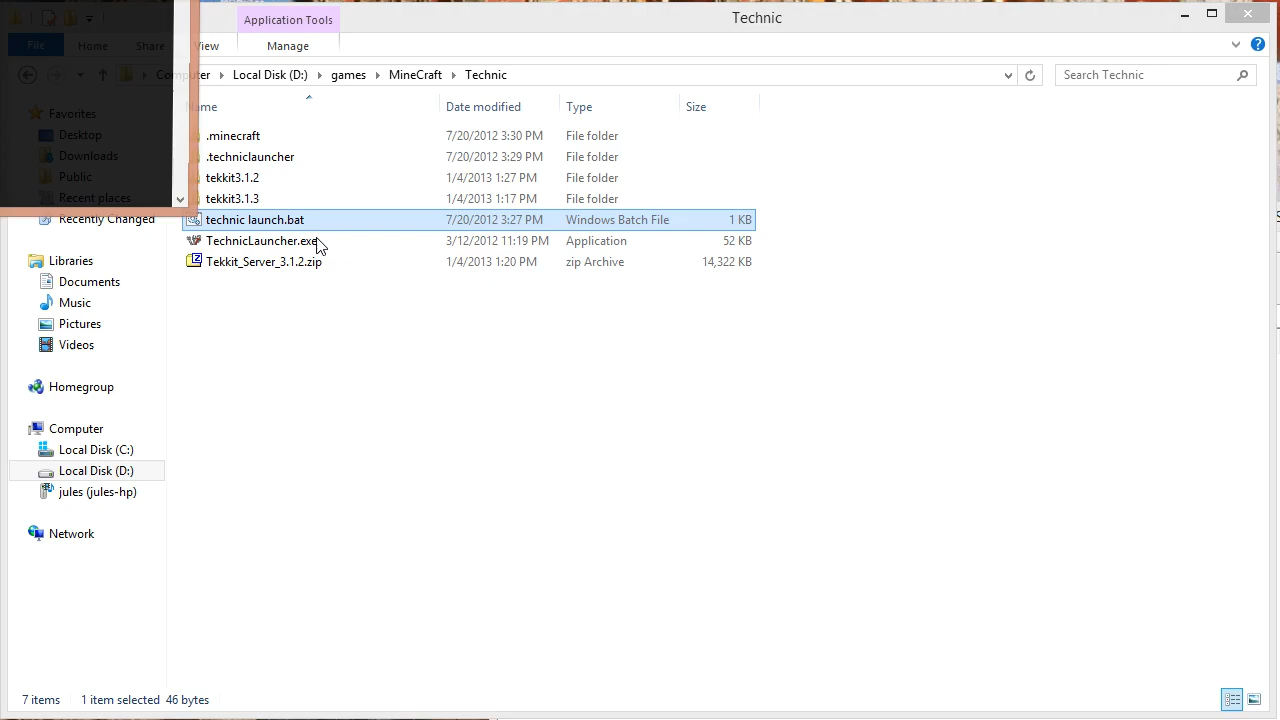 Application Tools
Technic
File Home Share View Manage
Computer Local Disk (D:) games MineCraft Technic
Search Technic
Name Date modified Type Size
Favorites
Desktop
Downloads
Public
Recent places
Recently Changed
Libraries
Documents
Music
Pictures
Videos
Homegroup
Computer
Local Disk (C:)
Local Disk (D:)
jules (jules-hp)
Network
.minecraft 7/20/2012 3:30 PM File folder
.techniclauncher 7/20/2012 3:29 PM File folder
tekkit3.1.2 1/4/2013 1:27 PM File folder
tekkit3.1.3 1/4/2013 1:17 PM File folder
technic launch.bat 7/20/2012 3:27 PM Windows Batch File 1 KB
TechnicLauncher.exe 3/12/2012 11:19 PM Application 52 KB
Tekkit_Server_3.1.2.zip 1/4/2013 1:20 PM zip Archive 14,322 KB
7 items 1 item selected 46 bytes